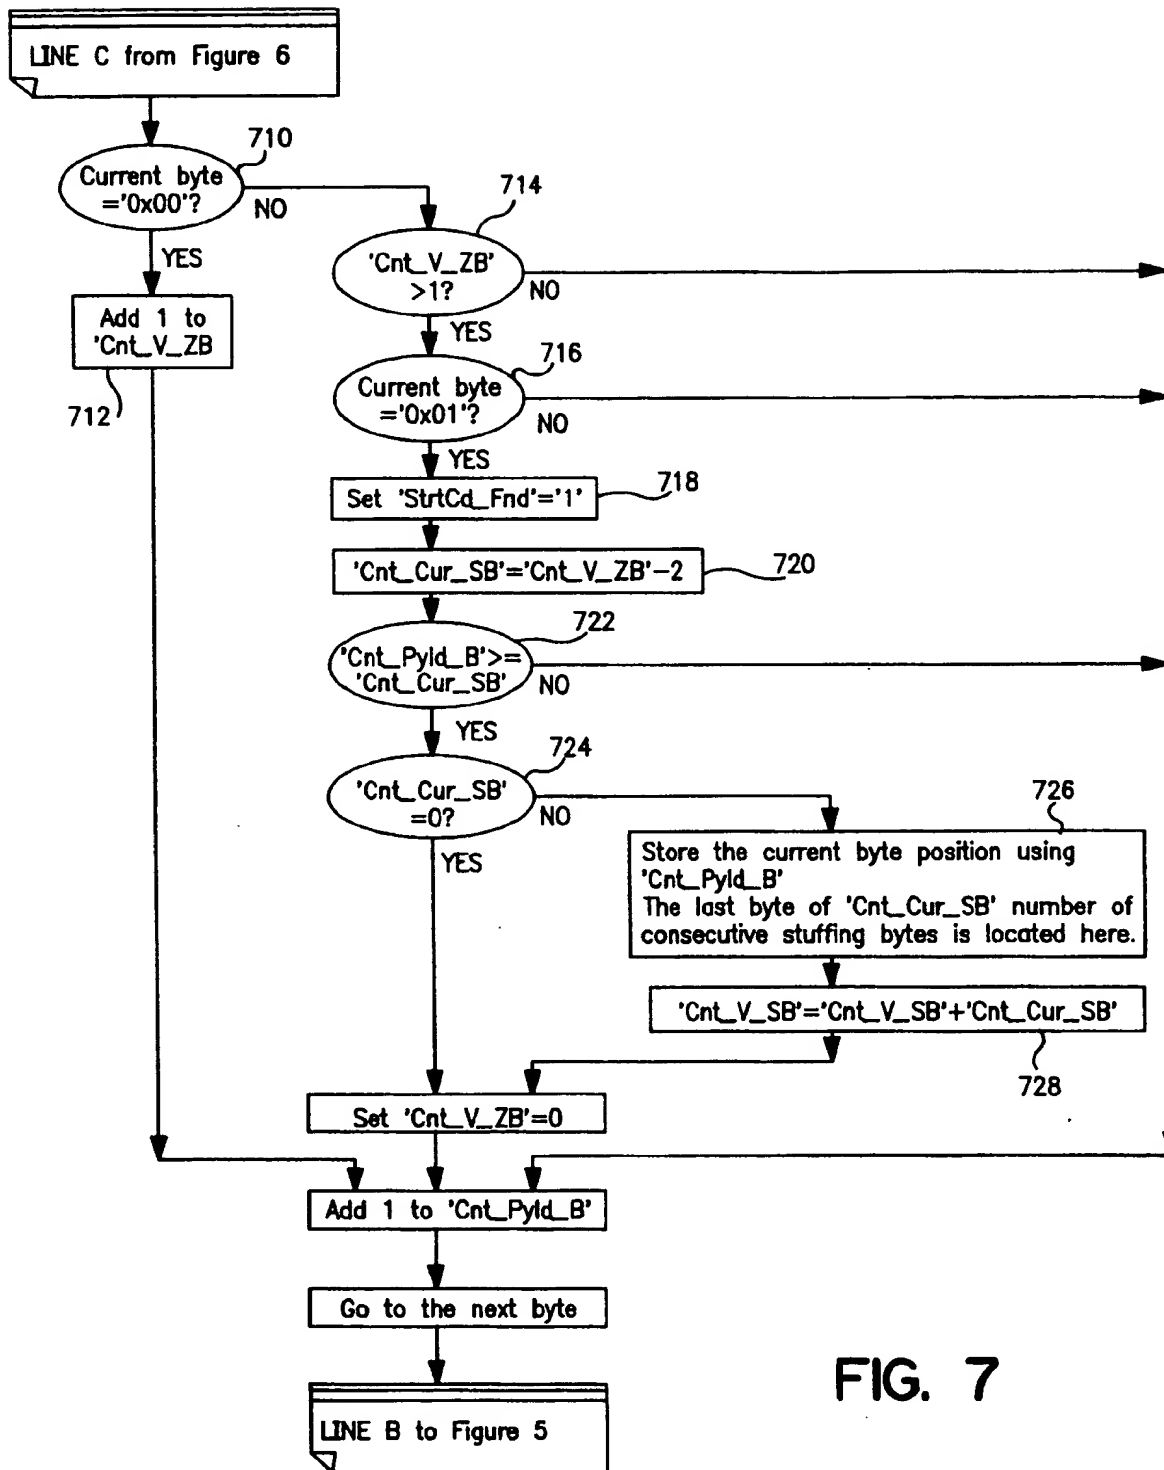 LINE C from Figure 6
710
Current byte
='0x00'?
NO
YES
714
'Cnt_V_ZB'
>1?
NO
YES
Add 1 to
'Cnt_V_ZB
712
716
Current byte
='0x01'?
NO
YES
Set 'StrtCd_Fnd'='1'
718
'Cnt_Cur_SB'='Cnt_V_ZB'-2
720
722
'Cnt_Pyld_B'>=
'Cnt_Cur_SB'
NO
YES
724
'Cnt_Cur_SB'
=0?
NO
YES
726
Store the current byte position using
'Cnt_Pyld_B'
The last byte of 'Cnt_Cur_SB' number of
consecutive stuffing bytes is located here.
'Cnt_V_SB'='Cnt_V_SB'+'Cnt_Cur_SB'
728
Set 'Cnt_V_ZB'=0
Add 1 to 'Cnt_Pyld_B'
Go to the next byte
LINE B to Figure 5
FIG. 7